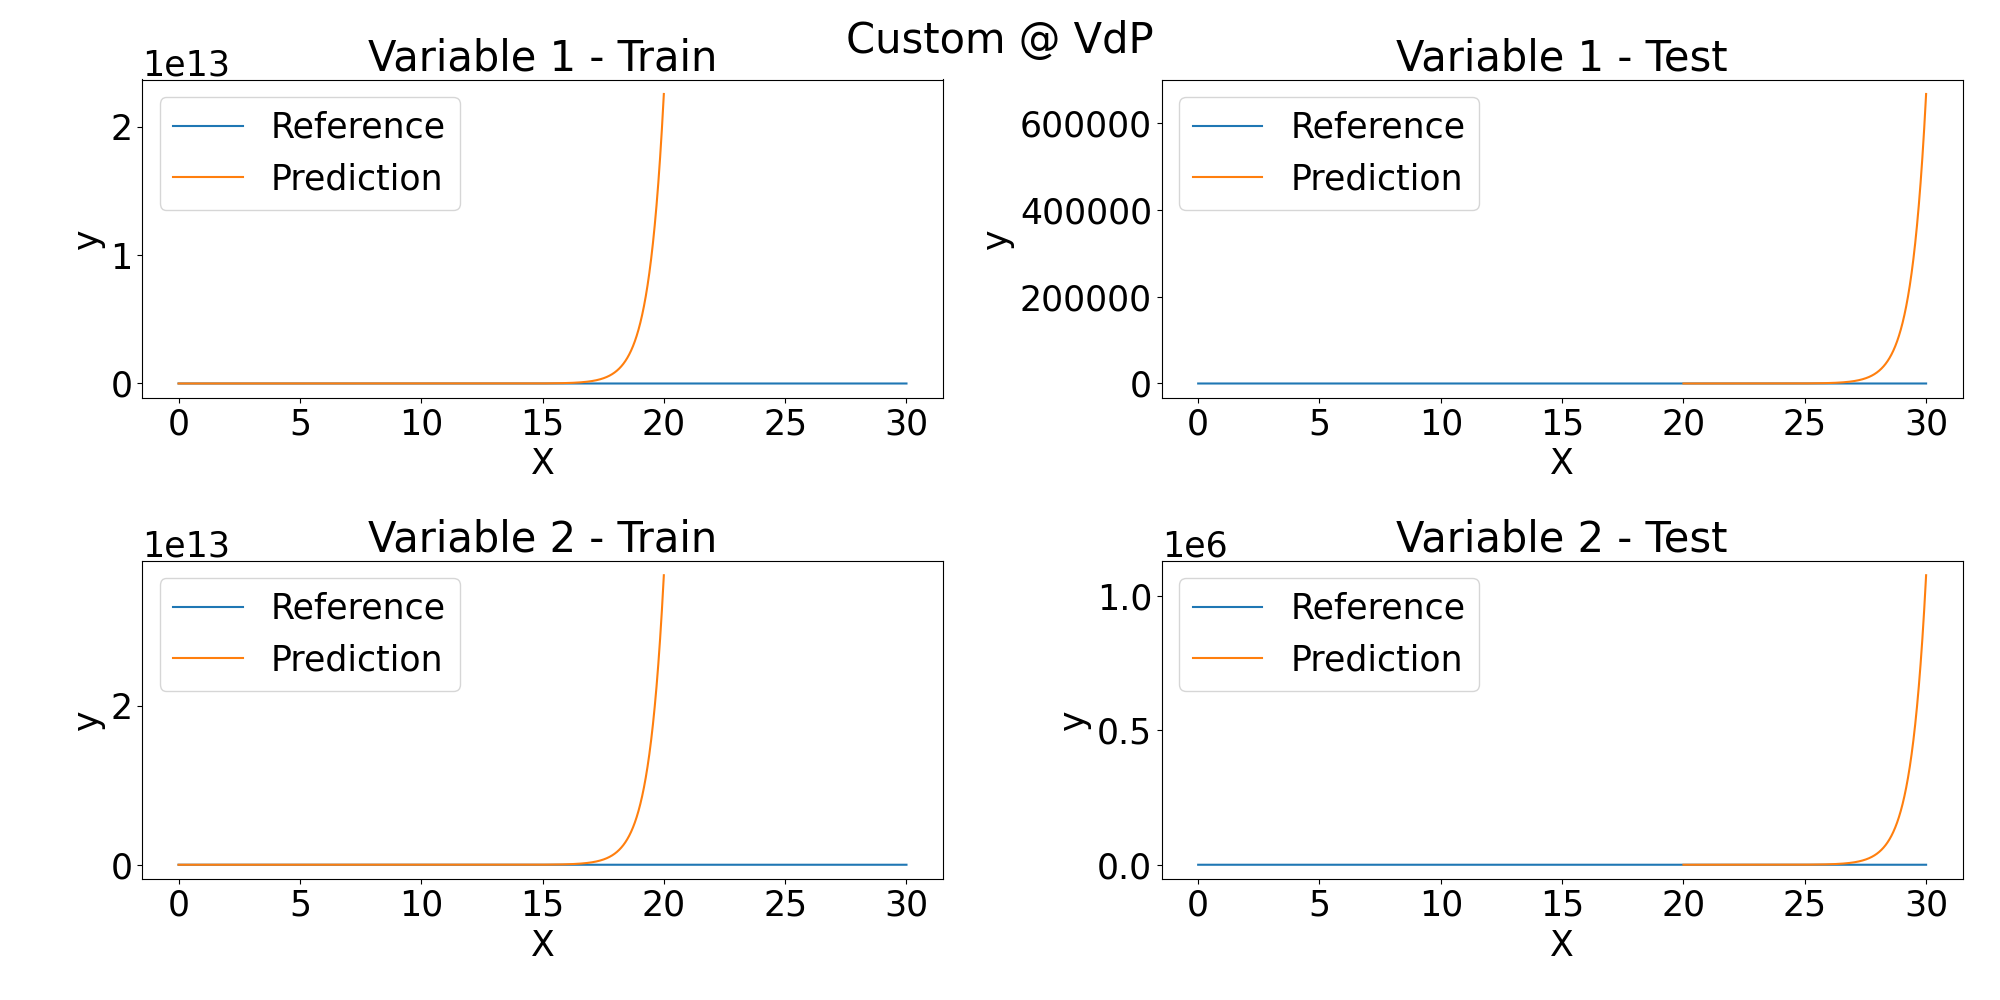 Custom @ VdP
Variable 1 - Train
1e13
Reference
Prediction
y
2
1
0
0 5 10 15 20 25 30
X
Variable 1 - Test
Reference
Prediction
y
600000
400000
200000
0
0 5 10 15 20 25 30
X
Variable 2 - Train
1e13
Reference
Prediction
y
2
0
0 5 10 15 20 25 30
X
Variable 2 - Test
1e6
Reference
Prediction
y
1.0
0.5
0.0
0 5 10 15 20 25 30
X